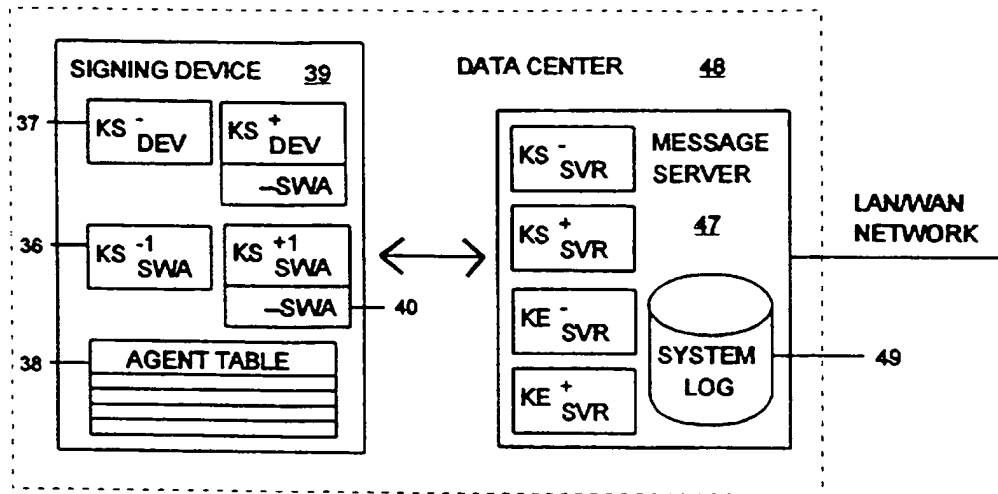 SIGNING DEVICE 39
DATA CENTER 48
37
KS - DEV
KS + DEV
–SWA
KS - SVR
MESSAGE
SERVER
47
KS + SVR
LAN/WAN
NETWORK
36
KS -1 SWA
KS +1 SWA
–SWA
40
KE - SVR
KE + SVR
SYSTEM
LOG
49
38
AGENT TABLE